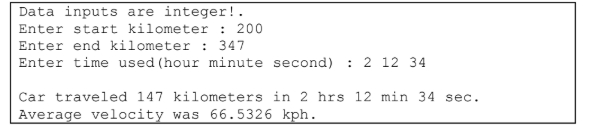 Data inputs are integer!.
Enter start kilometer : 200
Enter end kilometer : 347
Enter time used(hour minute second) : 2 12 34
Car traveled 147 kilometers in 2 hrs 12 min 34 sec.
Average velocity was 66.5326 kph.